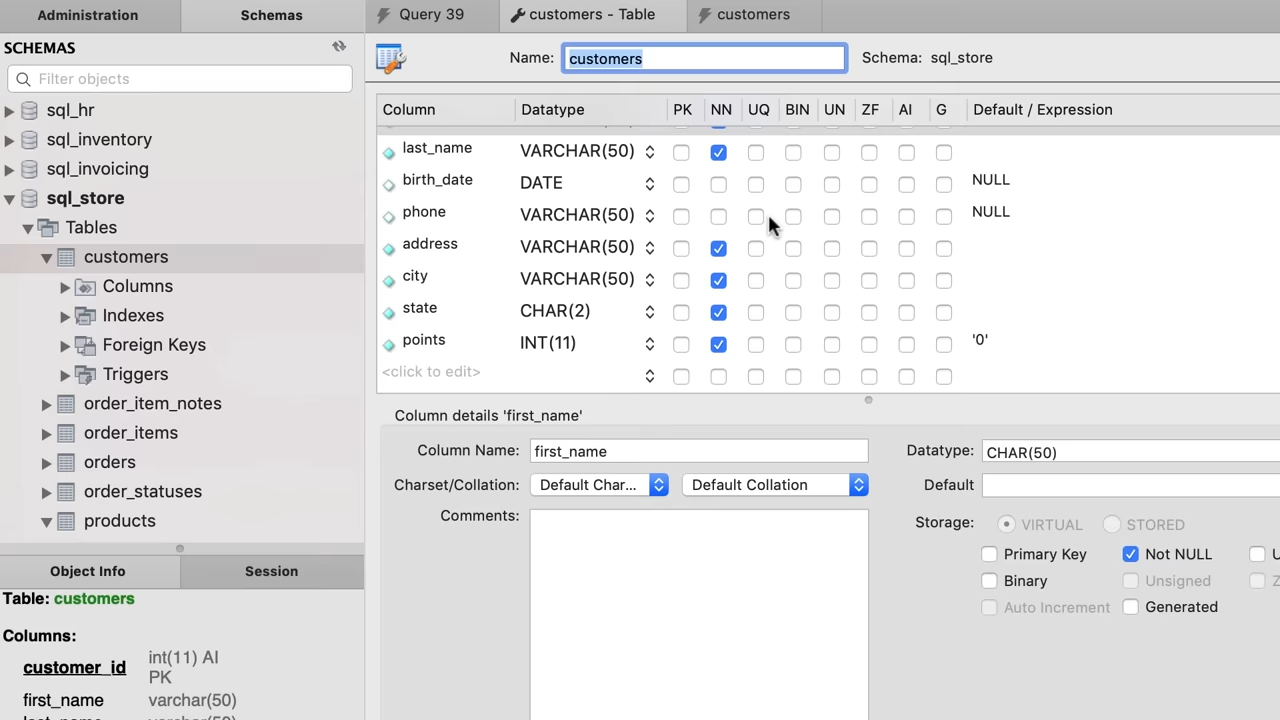 Administration
Schemas
Query 39
customers - Table
customers
SCHEMAS
Filter objects
sql_hr
sql_inventory
sql_invoicing
sql_store
Tables
customers
Columns
Indexes
Foreign Keys
Triggers
order_item_notes
order_items
orders
order_statuses
products
Object Info
Session
Table: customers
Columns:
customer_id int(11) AI
PK
first_name varchar(50)
Name: customers Schema: sql_store
Column Datatype PK NN UQ BIN UN ZF AI G Default / Expression
last_name VARCHAR(50)
birth_date DATE NULL
phone VARCHAR(50) NULL
address VARCHAR(50)
city VARCHAR(50)
state CHAR(2)
points INT(11) '0'
<click to edit>
Column details 'first_name'
Column Name: first_name Datatype: CHAR(50)
Charset/Collation: Default Char... Default Collation Default
Comments: Storage: VIRTUAL STORED
Primary Key Not NULL U
Binary Unsigned Z
Auto Increment Generated